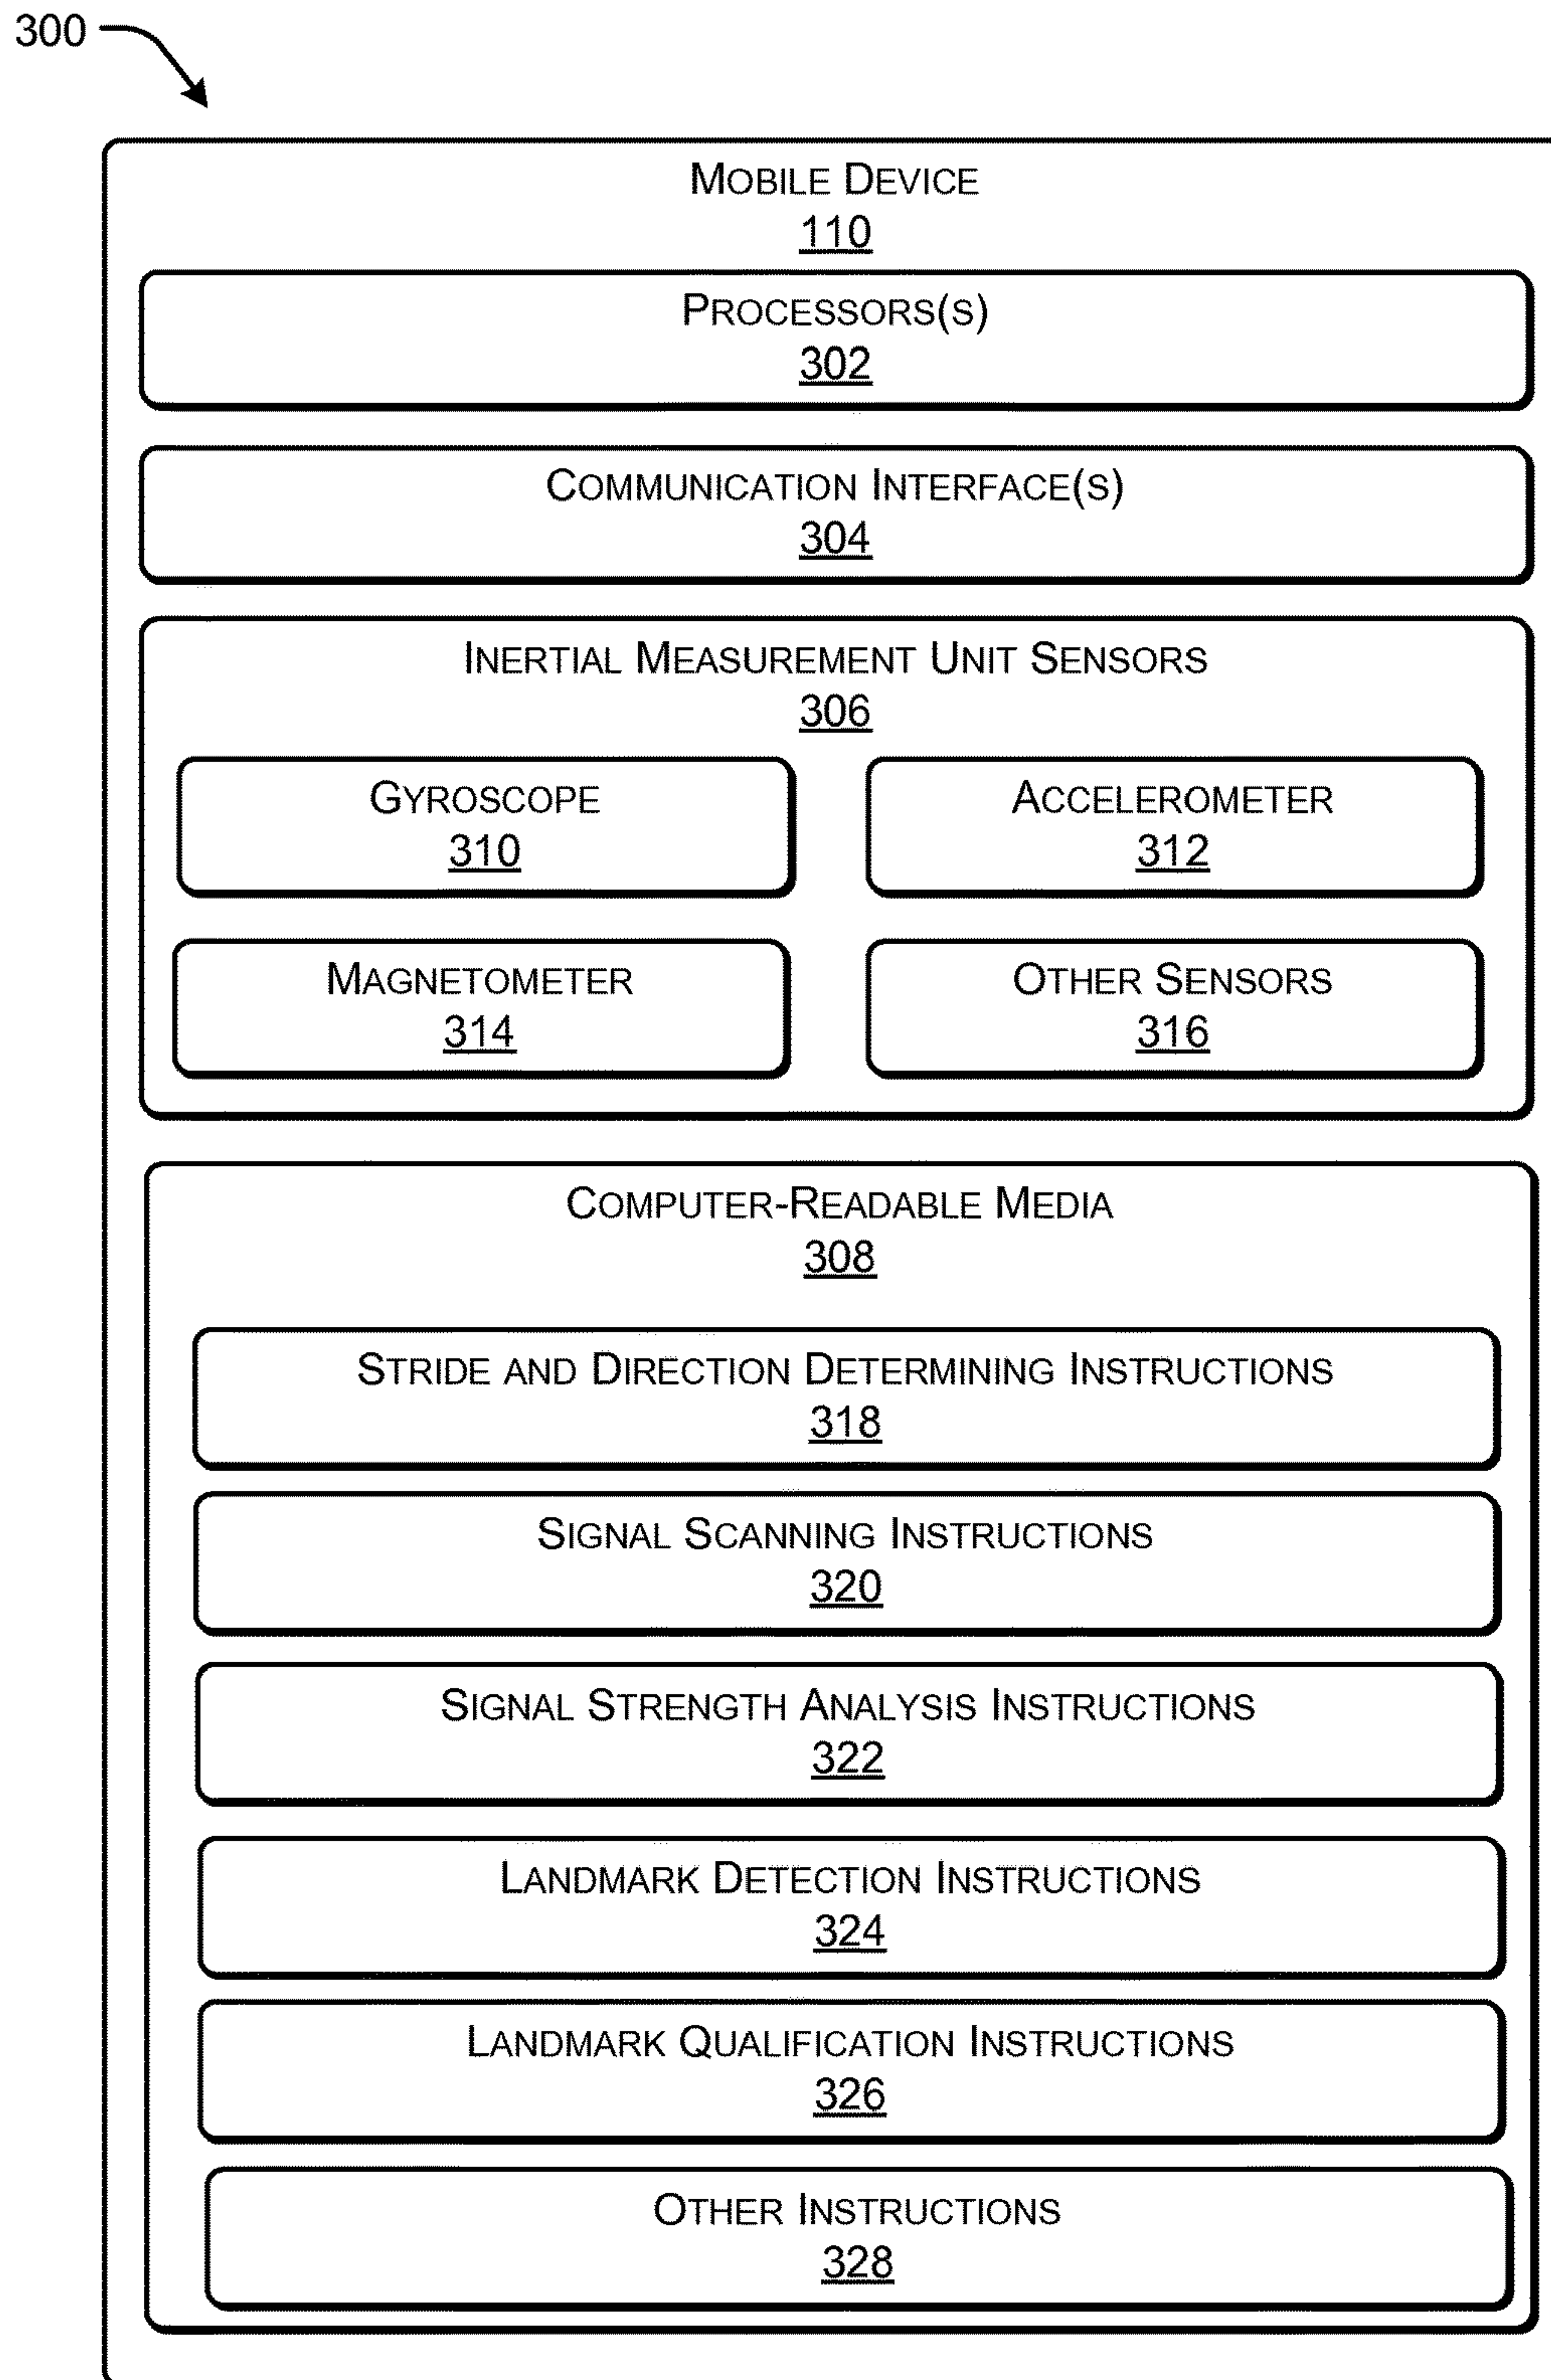 300
MOBILE DEVICE
110
PROCESSORS(S)
302
COMMUNICATION INTERFACE(S)
304
INERTIAL MEASUREMENT UNIT SENSORS
306
GYROSCOPE
310
ACCELEROMETER
312
MAGNETOMETER
314
OTHER SENSORS
316
COMPUTER-READABLE MEDIA
308
STRIDE AND DIRECTION DETERMINING INSTRUCTIONS
318
SIGNAL SCANNING INSTRUCTIONS
320
SIGNAL STRENGTH ANALYSIS INSTRUCTIONS
322
LANDMARK DETECTION INSTRUCTIONS
324
LANDMARK QUALIFICATION INSTRUCTIONS
326
OTHER INSTRUCTIONS
328